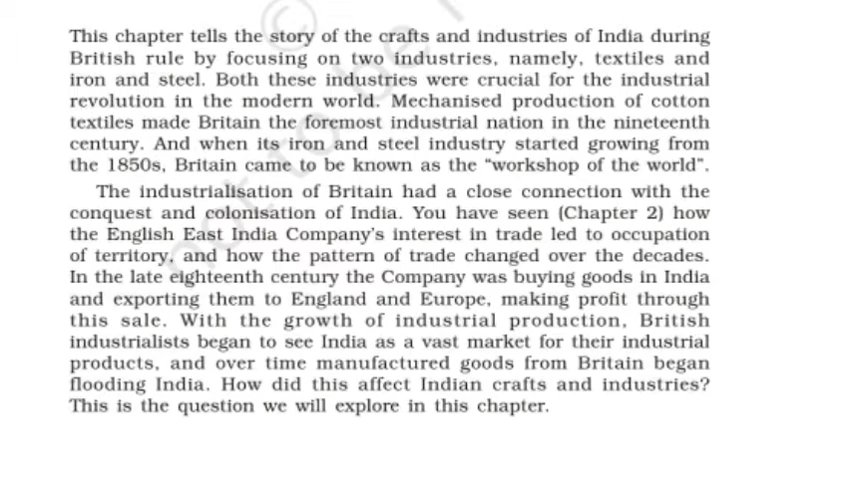 This chapter tells the story of the crafts and industries of India during
British rule by focusing on two industries, namely, textiles and
iron and steel. Both these industries were crucial for the industrial
revolution in the modern world. Mechanised production of cotton
textiles made Britain the foremost industrial nation in the nineteenth
century. And when its iron and steel industry started growing from
the 1850s, Britain came to be known as the “workshop of the world”.
The industrialisation of Britain had a close connection with the
conquest and colonisation of India. You have seen (Chapter 2) how
the English East India Company’s interest in trade led to occupation
of territory, and how the pattern of trade changed over the decades.
In the late eighteenth century the Company was buying goods in India
and exporting them to England and Europe, making profit through
this sale. With the growth of industrial production, British
industrialists began to see India as a vast market for their industrial
products, and over time manufactured goods from Britain began
flooding India. How did this affect Indian crafts and industries?
This is the question we will explore in this chapter.
© not to be r